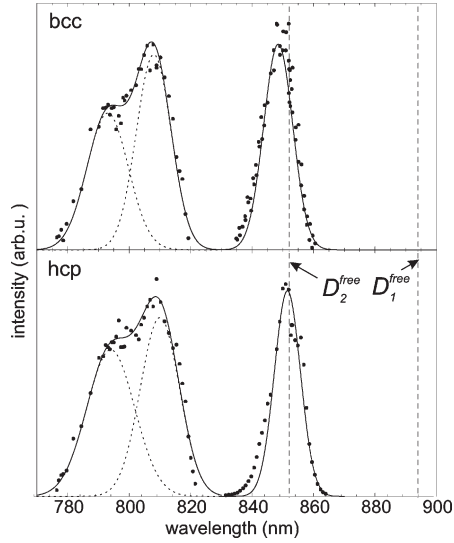 bcc
intensity (arb.u.)
hcp
D₂ᶠʳᵉᵉ D₁ᶠʳᵉᵉ
780 800 820 840 860 880 900
wavelength (nm)